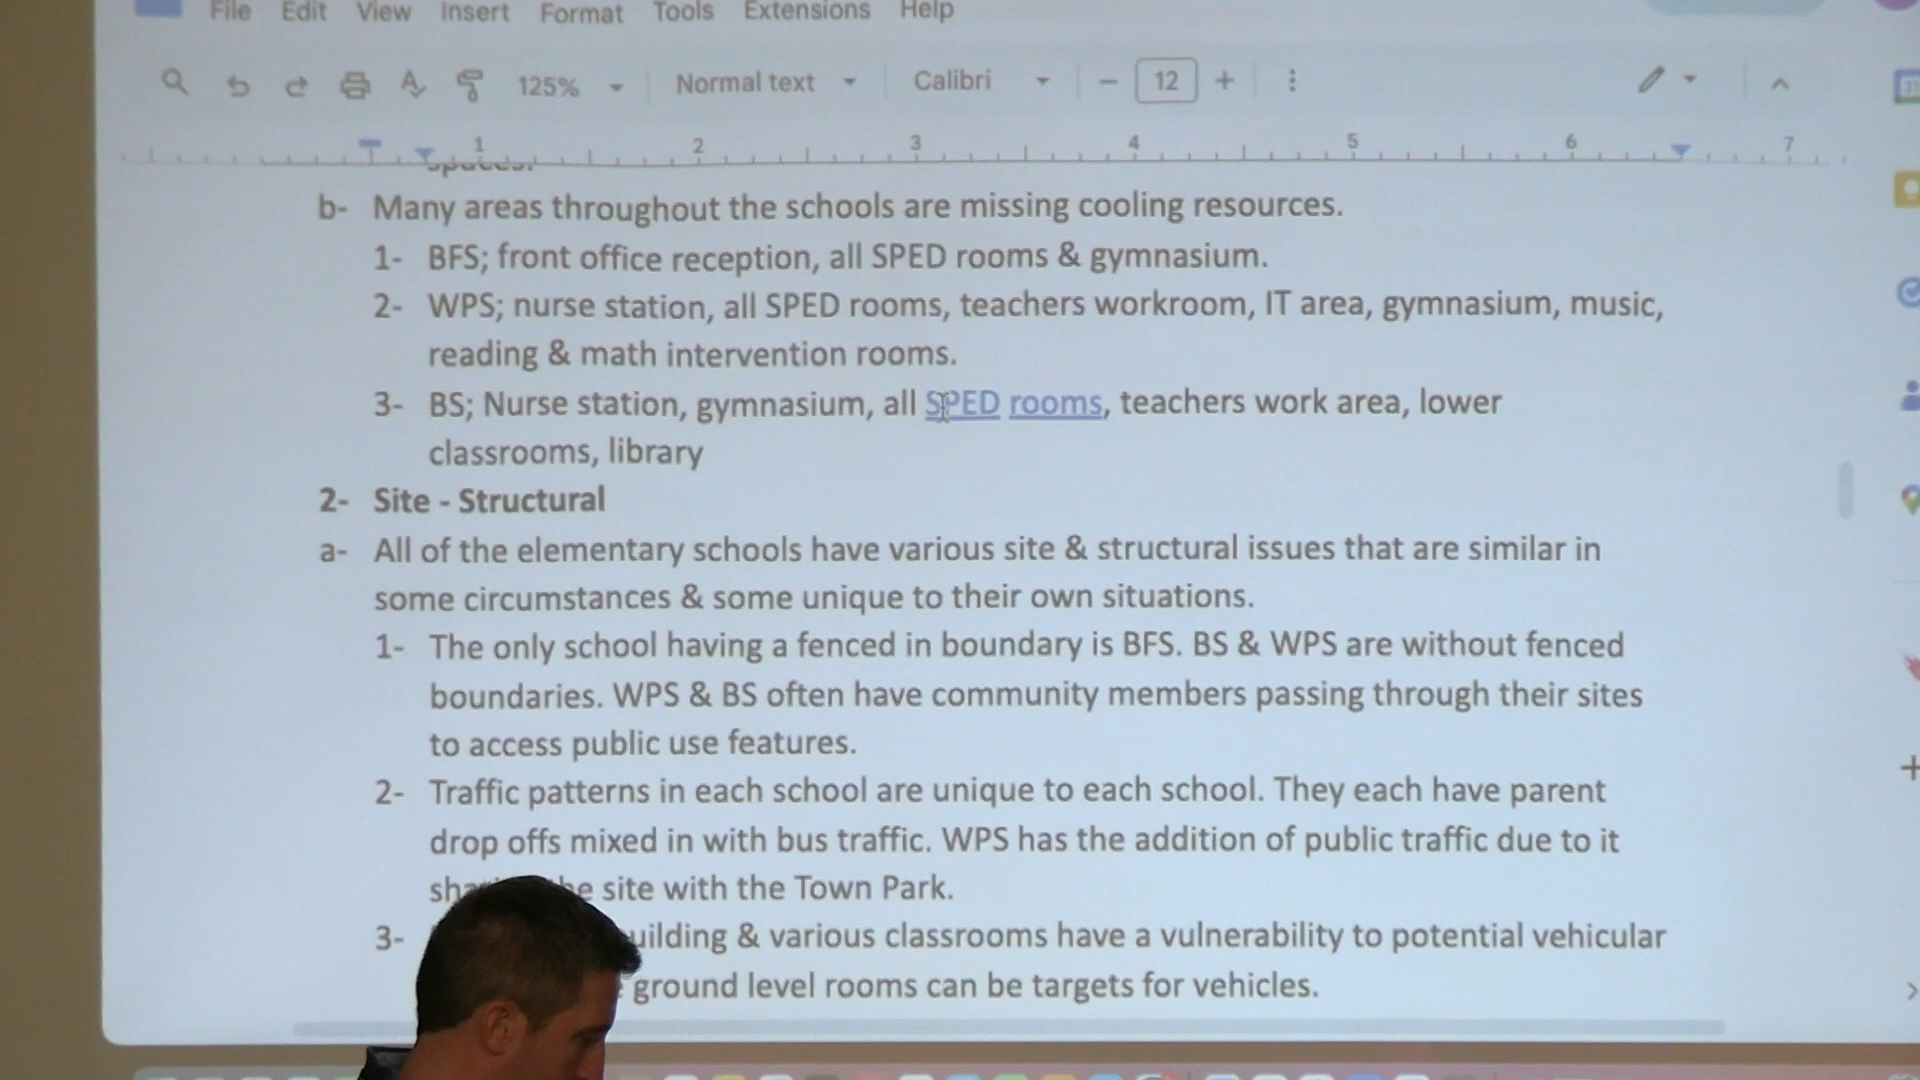 File Edit View Insert Format Tools Extensions Help
125% Normal text Calibri − 12 +
1 2 3 4 5 6 7
b- Many areas throughout the schools are missing cooling resources.
1- BFS; front office reception, all SPED rooms & gymnasium.
2- WPS; nurse station, all SPED rooms, teachers workroom, IT area, gymnasium, music,
reading & math intervention rooms.
3- BS; Nurse station, gymnasium, all SPED rooms, teachers work area, lower
classrooms, library
2- Site - Structural
a- All of the elementary schools have various site & structural issues that are similar in
some circumstances & some unique to their own situations.
1- The only school having a fenced in boundary is BFS. BS & WPS are without fenced
boundaries. WPS & BS often have community members passing through their sites
to access public use features.
2- Traffic patterns in each school are unique to each school. They each have parent
drop offs mixed in with bus traffic. WPS has the addition of public traffic due to it
site with the Town Park.
3- & various classrooms have a vulnerability to potential vehicular
ground level rooms can be targets for vehicles.